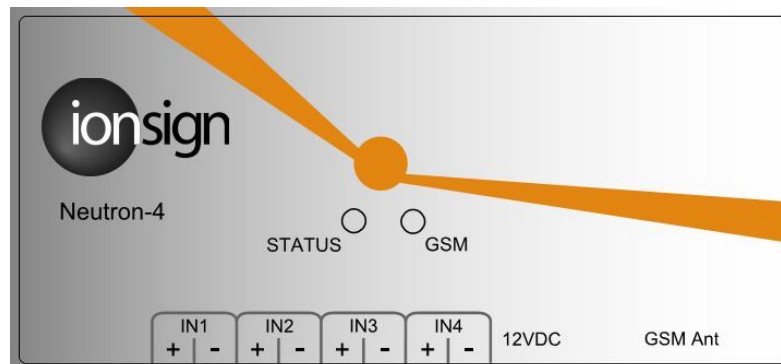 ionsign
Neutron-4
STATUS GSM
IN1 IN2 IN3 IN4
+ - + - + - + -
12VDC GSM Ant